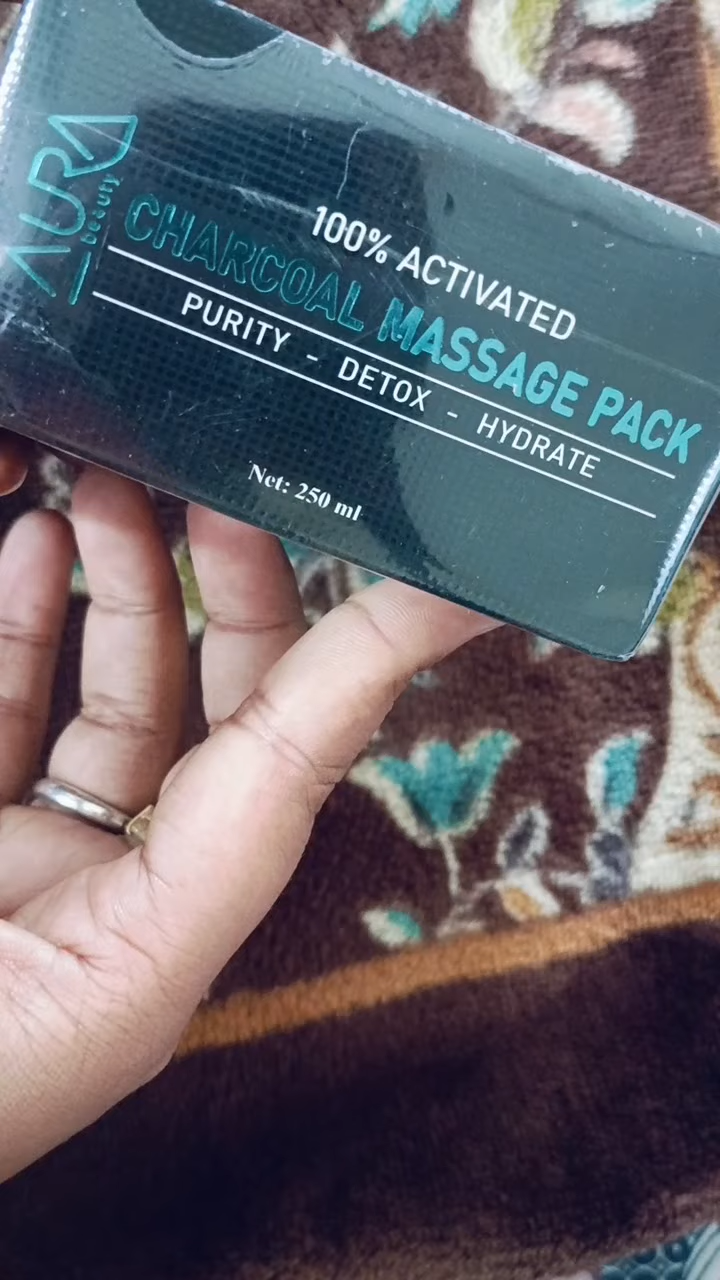 AURA
beauty
100% ACTIVATED
CHARCOAL MASSAGE PACK
PURITY - DETOX - HYDRATE
Net: 250 ml